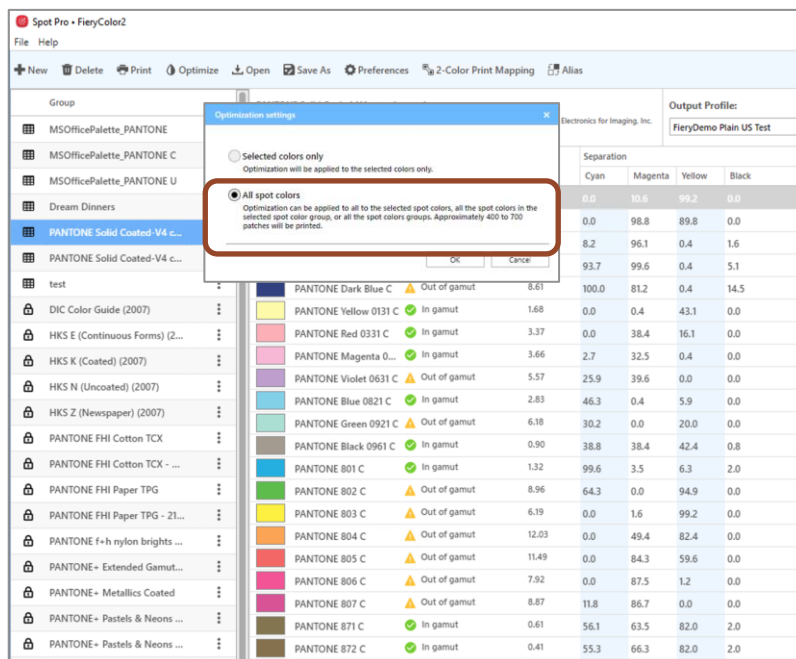 Spot Pro • FieryColor2
File Help
New Delete Print Optimize Open Save As Preferences 2-Color Print Mapping Alias
Group
MSOfficePalette_PANTONE
MSOfficePalette_PANTONE C
MSOfficePalette_PANTONE U
Dream Dinners
PANTONE Solid Coated-V4 c...
PANTONE Solid Coated-V4 c...
test
DIC Color Guide (2007)
HKS E (Continuous Forms) (2...
HKS K (Coated) (2007)
HKS N (Uncoated) (2007)
HKS Z (Newspaper) (2007)
PANTONE FHI Cotton TCX
PANTONE FHI Cotton TCX - ...
PANTONE FHI Paper TPG
PANTONE FHI Paper TPG - 21...
PANTONE f+h nylon brights ...
PANTONE+ Extended Gamut...
PANTONE+ Metallics Coated
PANTONE+ Pastels & Neons ...
PANTONE+ Pastels & Neons ...
Optimization settings
Selected colors only
Optimization will be applied to the selected colors only.
All spot colors
Optimization can be applied to all to the selected spot colors, all the spot colors in the
selected spot color group, or all the spot colors groups. Approximately 400 to 700
patches will be printed.
OK Cancel
Electronics for Imaging, Inc.
Output Profile:
FieryDemo Plain US Test
Separation
Cyan Magenta Yellow Black
0.0 10.6 99.2 0.0
0.0 98.8 89.8 0.0
8.2 96.1 0.4 1.6
93.7 99.6 0.4 5.1
PANTONE Dark Blue C Out of gamut 8.61 100.0 81.2 0.4 14.5
PANTONE Yellow 0131 C In gamut 1.68 0.0 0.4 43.1 0.0
PANTONE Red 0331 C In gamut 3.37 0.0 38.4 16.1 0.0
PANTONE Magenta 0... In gamut 3.66 2.7 32.5 0.4 0.0
PANTONE Violet 0631 C Out of gamut 5.57 25.9 39.6 0.0 0.0
PANTONE Blue 0821 C In gamut 2.83 46.3 0.4 5.9 0.0
PANTONE Green 0921 C Out of gamut 6.18 30.2 0.0 20.0 0.0
PANTONE Black 0961 C In gamut 0.90 38.8 38.4 42.4 0.8
PANTONE 801 C In gamut 1.32 99.6 3.5 6.3 2.0
PANTONE 802 C Out of gamut 8.96 64.3 0.0 94.9 0.0
PANTONE 803 C Out of gamut 6.19 0.0 1.6 99.2 0.0
PANTONE 804 C Out of gamut 12.03 0.0 49.4 82.4 0.0
PANTONE 805 C Out of gamut 11.49 0.0 84.3 59.6 0.0
PANTONE 806 C Out of gamut 7.92 0.0 87.5 1.2 0.0
PANTONE 807 C Out of gamut 8.87 11.8 86.7 0.0 0.0
PANTONE 871 C In gamut 0.61 56.1 63.5 82.0 2.0
PANTONE 872 C In gamut 0.41 55.3 66.3 82.0 2.0